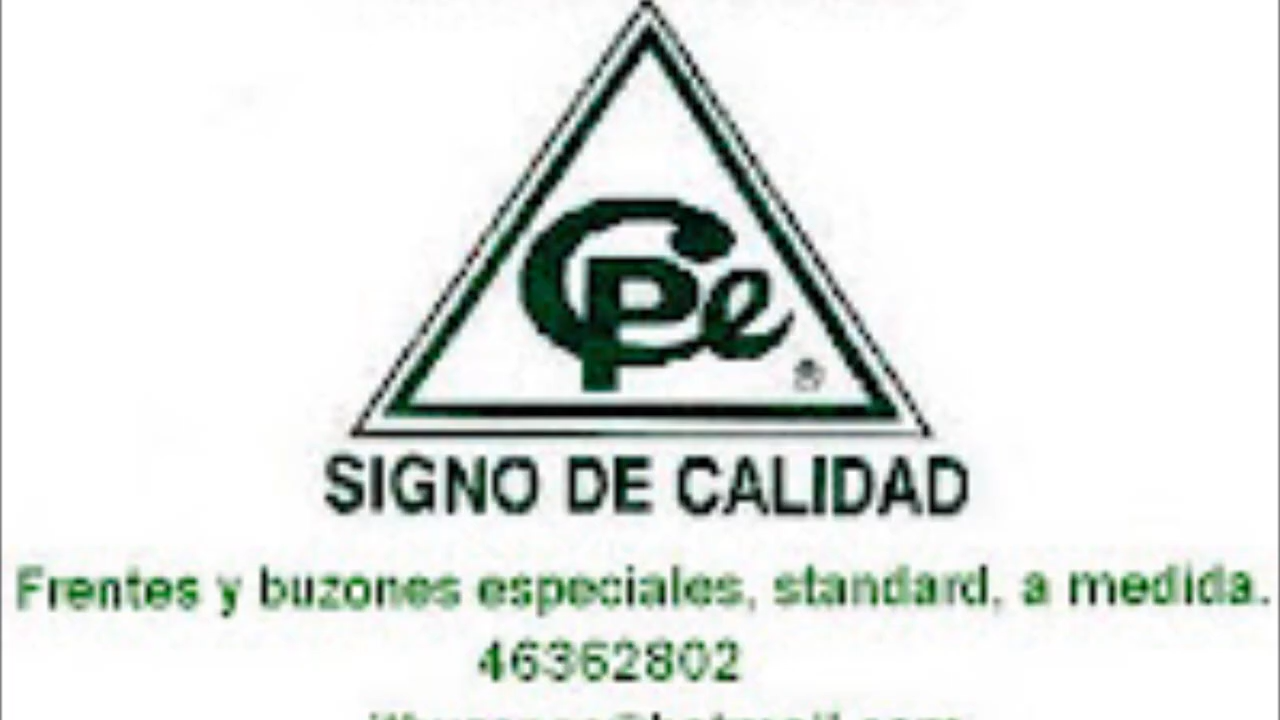 CPe ®
SIGNO DE CALIDAD
Frentes y buzones especiales, standard, a medida.
46362802